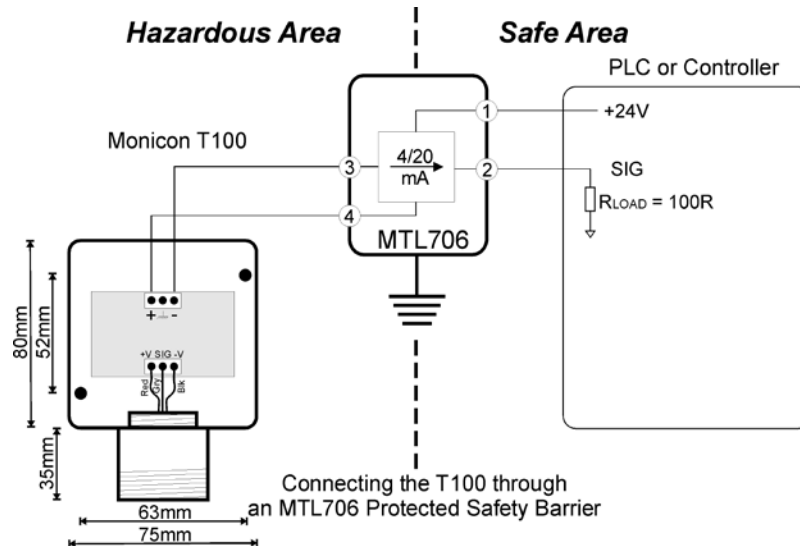 Hazardous Area
Safe Area
PLC or Controller
Monicon T100
1
+24V
4/20
mA
3
2
SIG
RLOAD = 100R
4
MTL706
+ ⏚ -
80mm
52mm
+V SIG -V
Red
Gry
Blk
35mm
Connecting the T100 through
an MTL706 Protected Safety Barrier
63mm
75mm